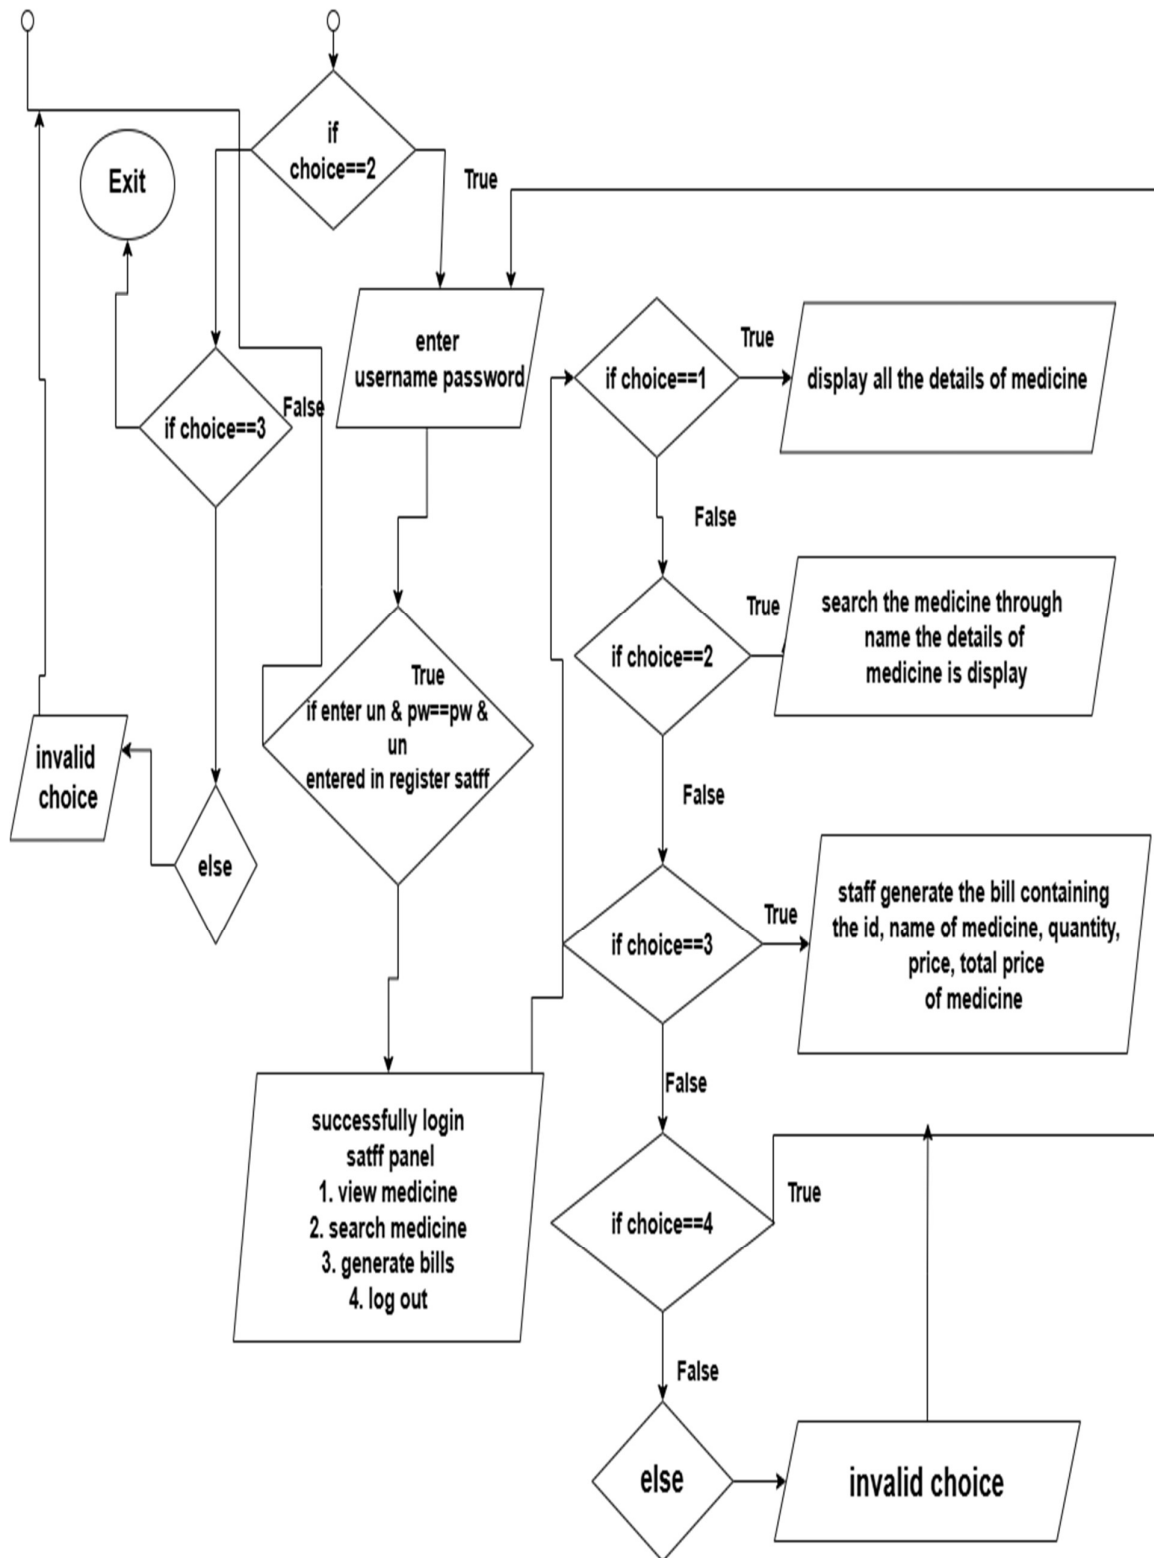 if
choice==2
True
Exit
enter
username password
if choice==3
False
if choice==1
True
display all the details of medicine
False
if choice==2
True
search the medicine through
name the details of
medicine is display
True
if enter un & pw==pw &
un
entered in register satff
invalid
choice
else
False
if choice==3
True
staff generate the bill containing
the id, name of medicine, quantity,
price, total price
of medicine
False
successfully login
satff panel
1. view medicine
2. search medicine
3. generate bills
4. log out
if choice==4
True
False
else
invalid choice